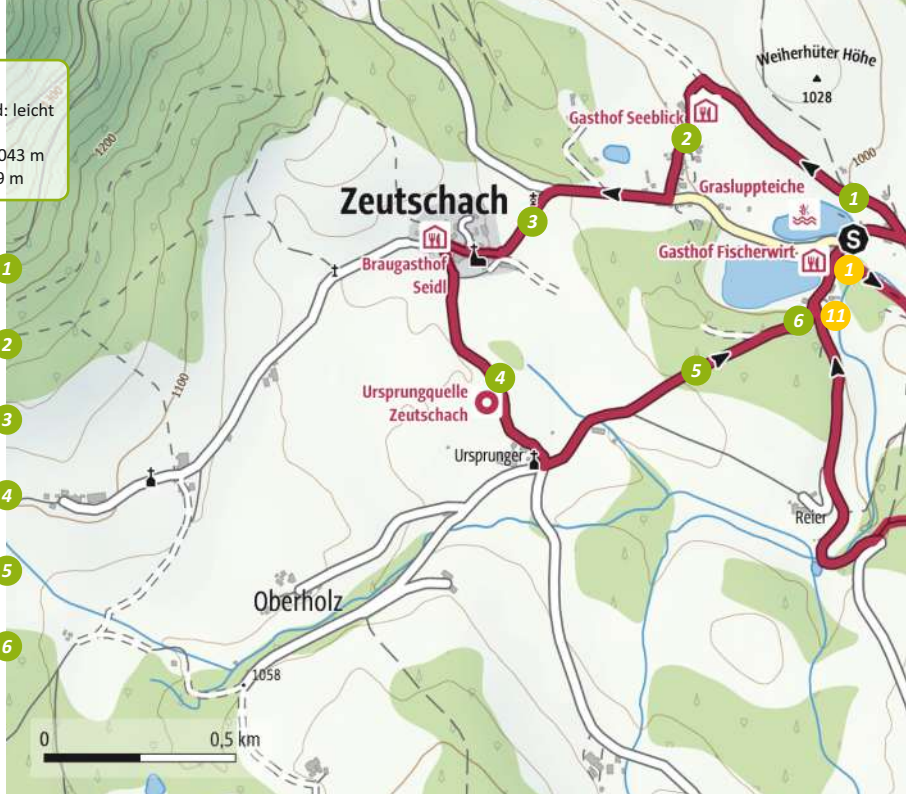 d: leicht
043 m
9 m
300
1200
1100
1000
Weiherhüter Höhe
1028
Gasthof Seeblick
2
1
Grasluppteiche
S
Zeutschach
3
Gasthof Fischerwirt
1
Braugasthof
Seidl
6
11
5
4
Ursprungquelle
Zeutschach
Ursprunger
Reier
Oberholz
1058
0
0,5 km
1
2
3
4
5
6